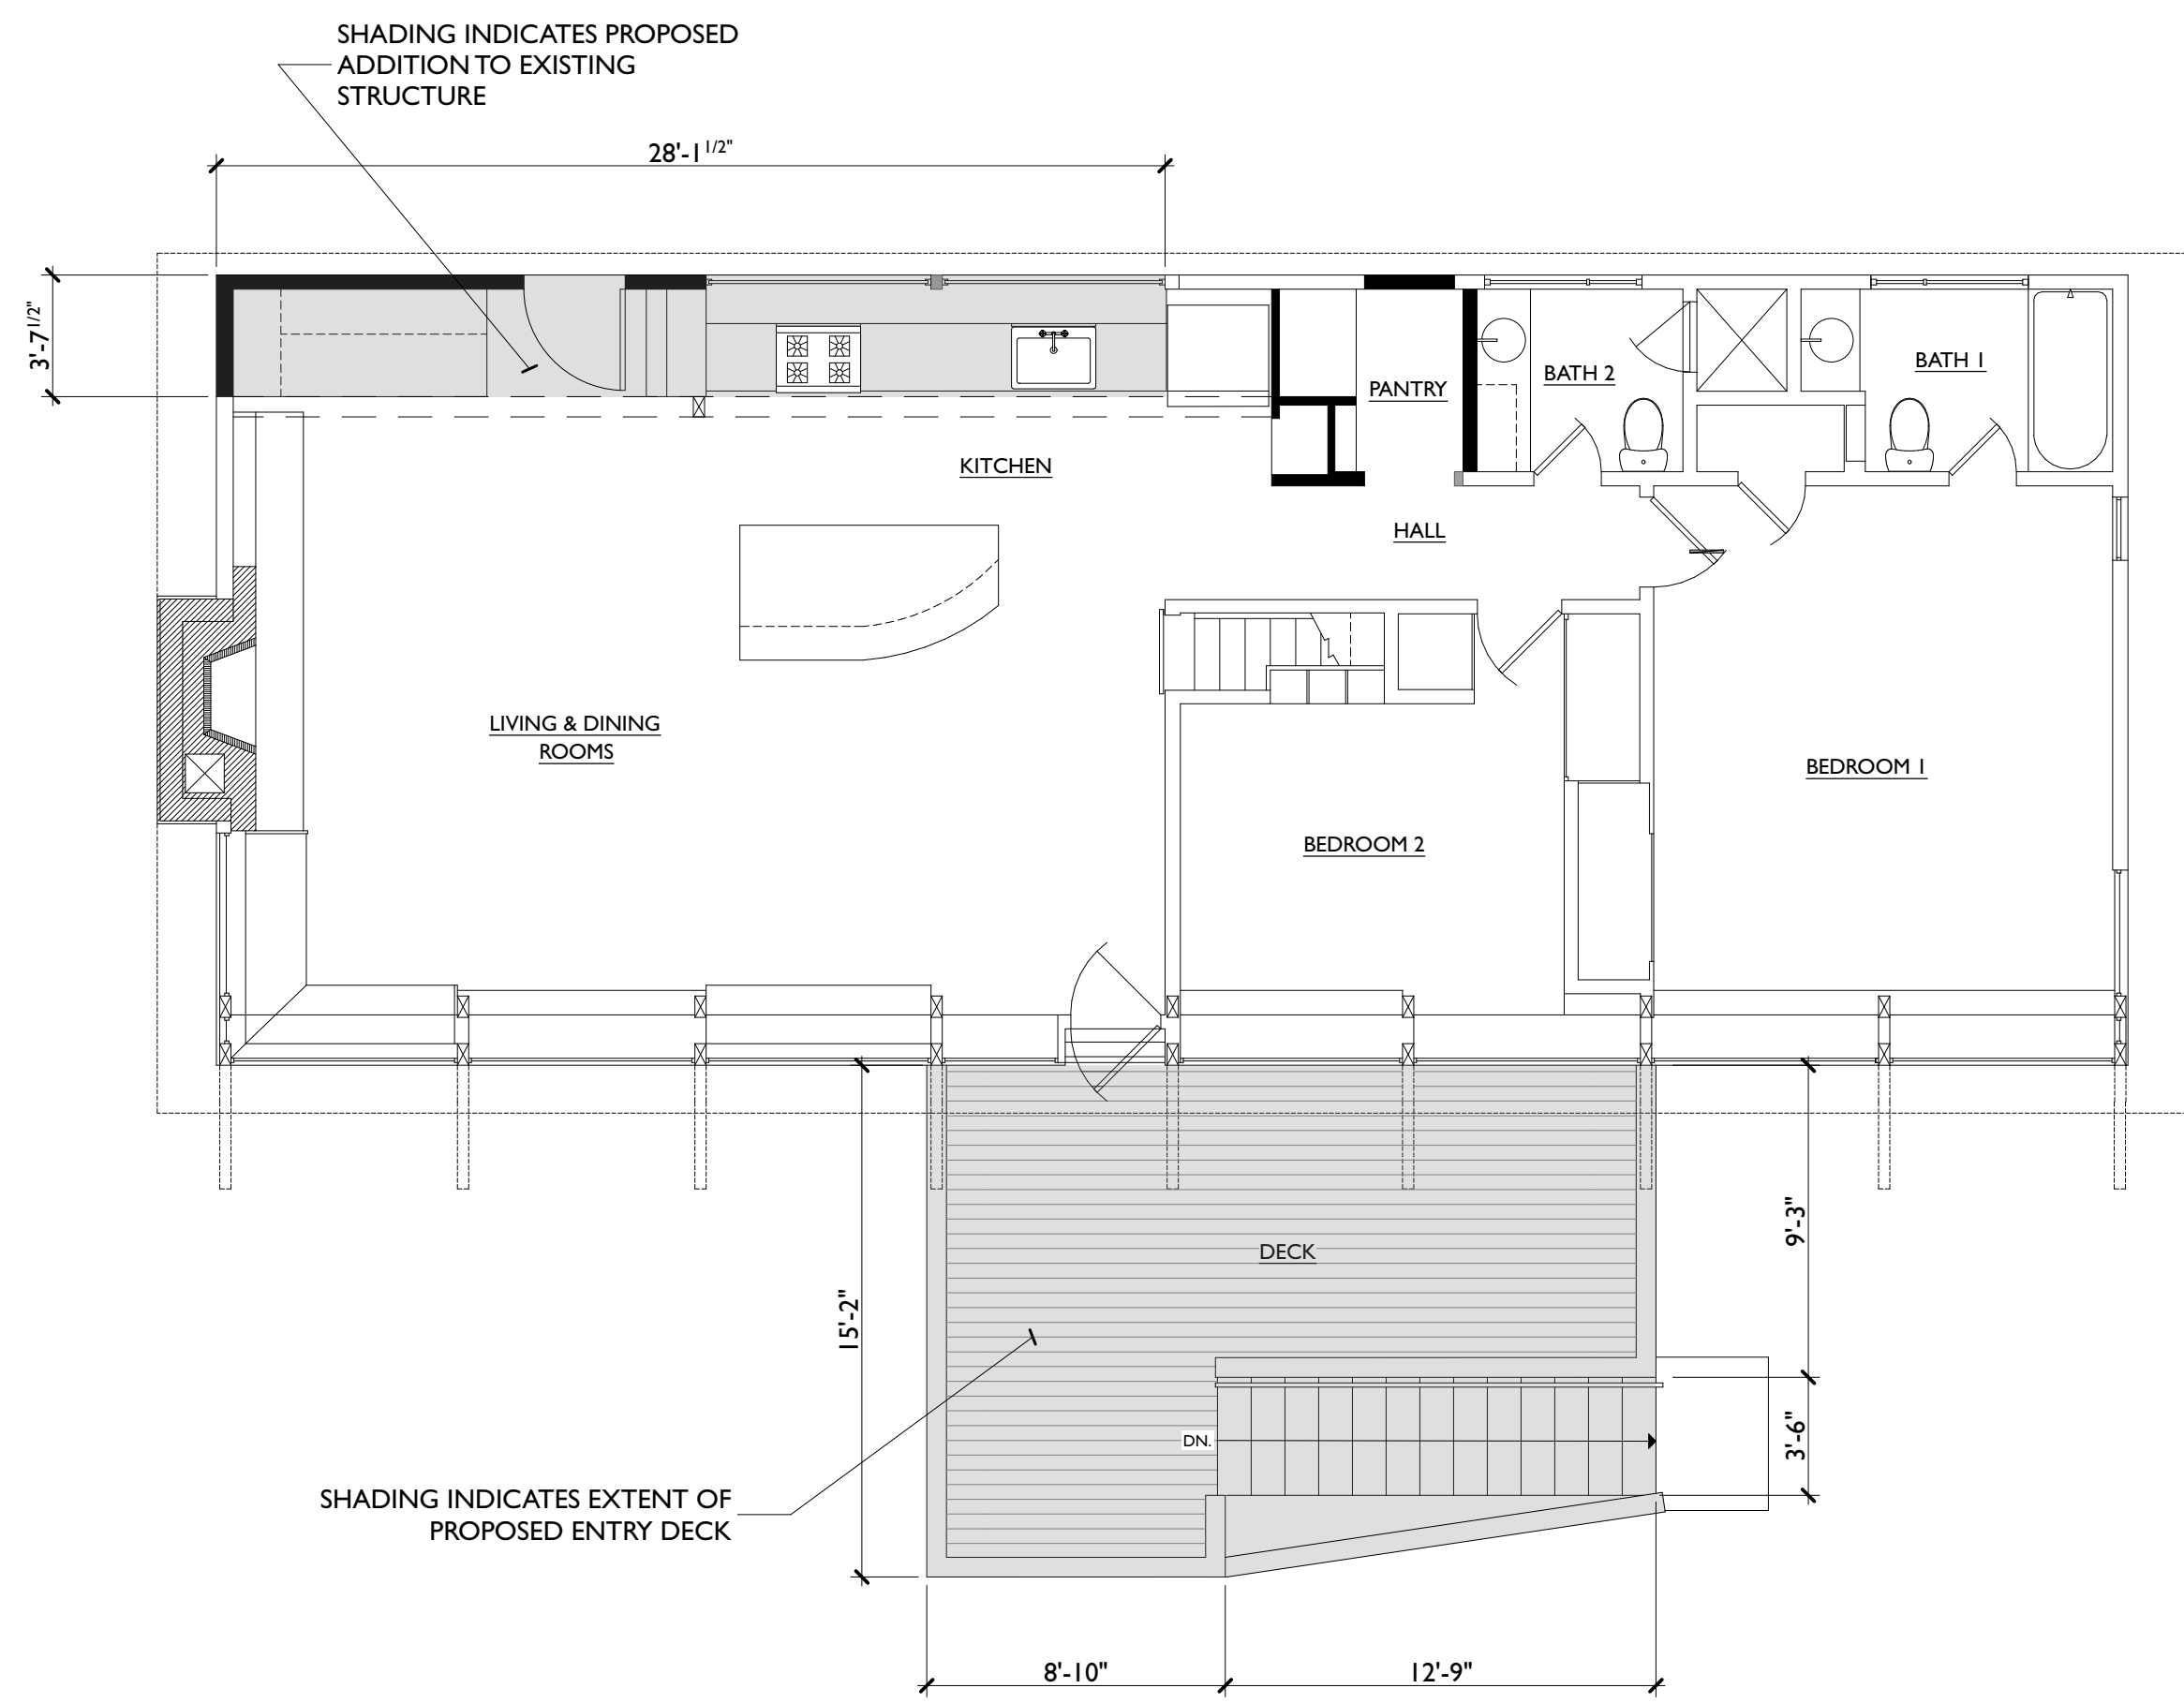 SHADING INDICATES PROPOSED
ADDITION TO EXISTING
STRUCTURE
28'-1 1/2"
3'-7 1/2"
BATH 1
BATH 2
PANTRY
KITCHEN
HALL
LIVING & DINING
ROOMS
BEDROOM 1
BEDROOM 2
9'-3"
DECK
15'-2"
3'-6"
DN.
SHADING INDICATES EXTENT OF
PROPOSED ENTRY DECK
8'-10"
12'-9"